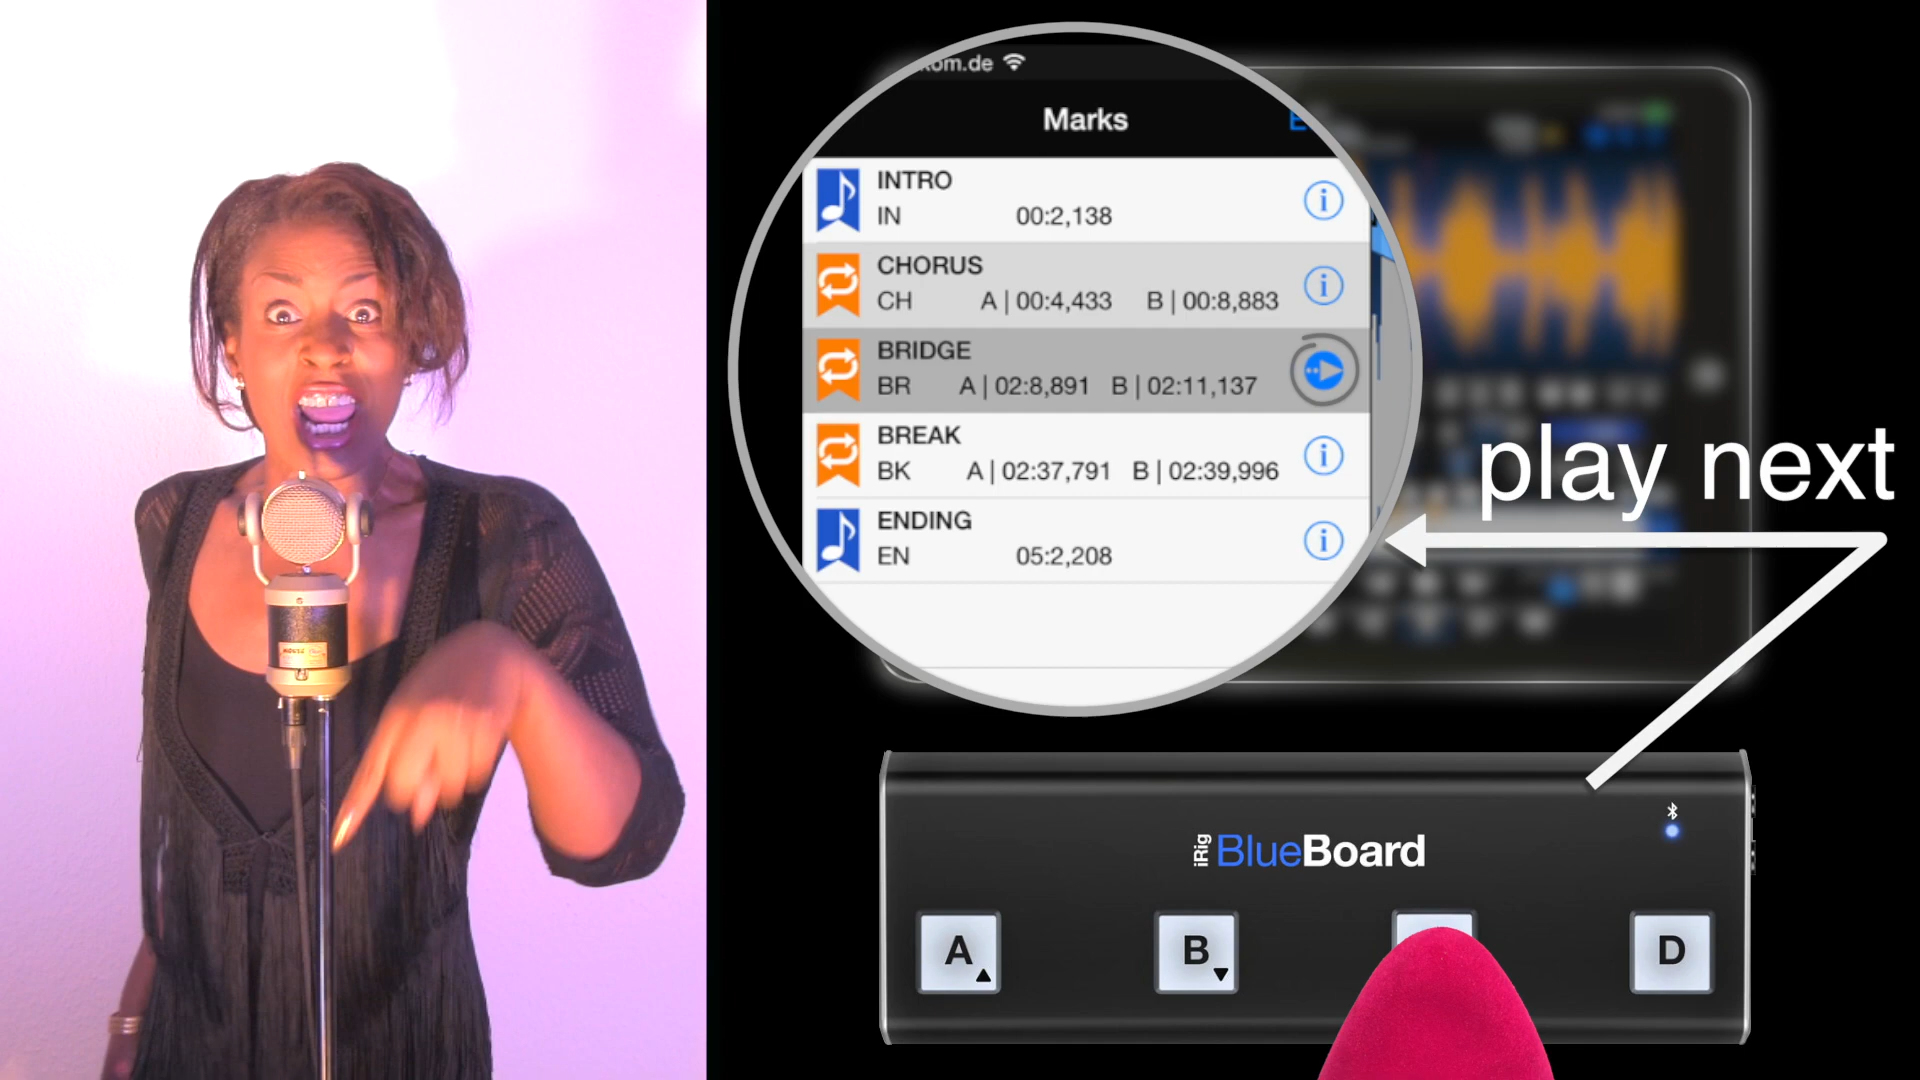 kom.de
Marks
INTRO
IN 00:2,138
CHORUS
CH A | 00:4,433 B | 00:8,883
BRIDGE
BR A | 02:8,891 B | 02:11,137
BREAK
BK A | 02:37,791 B | 02:39,996
ENDING
EN 05:2,208
play next
iRig BlueBoard
A
B
D